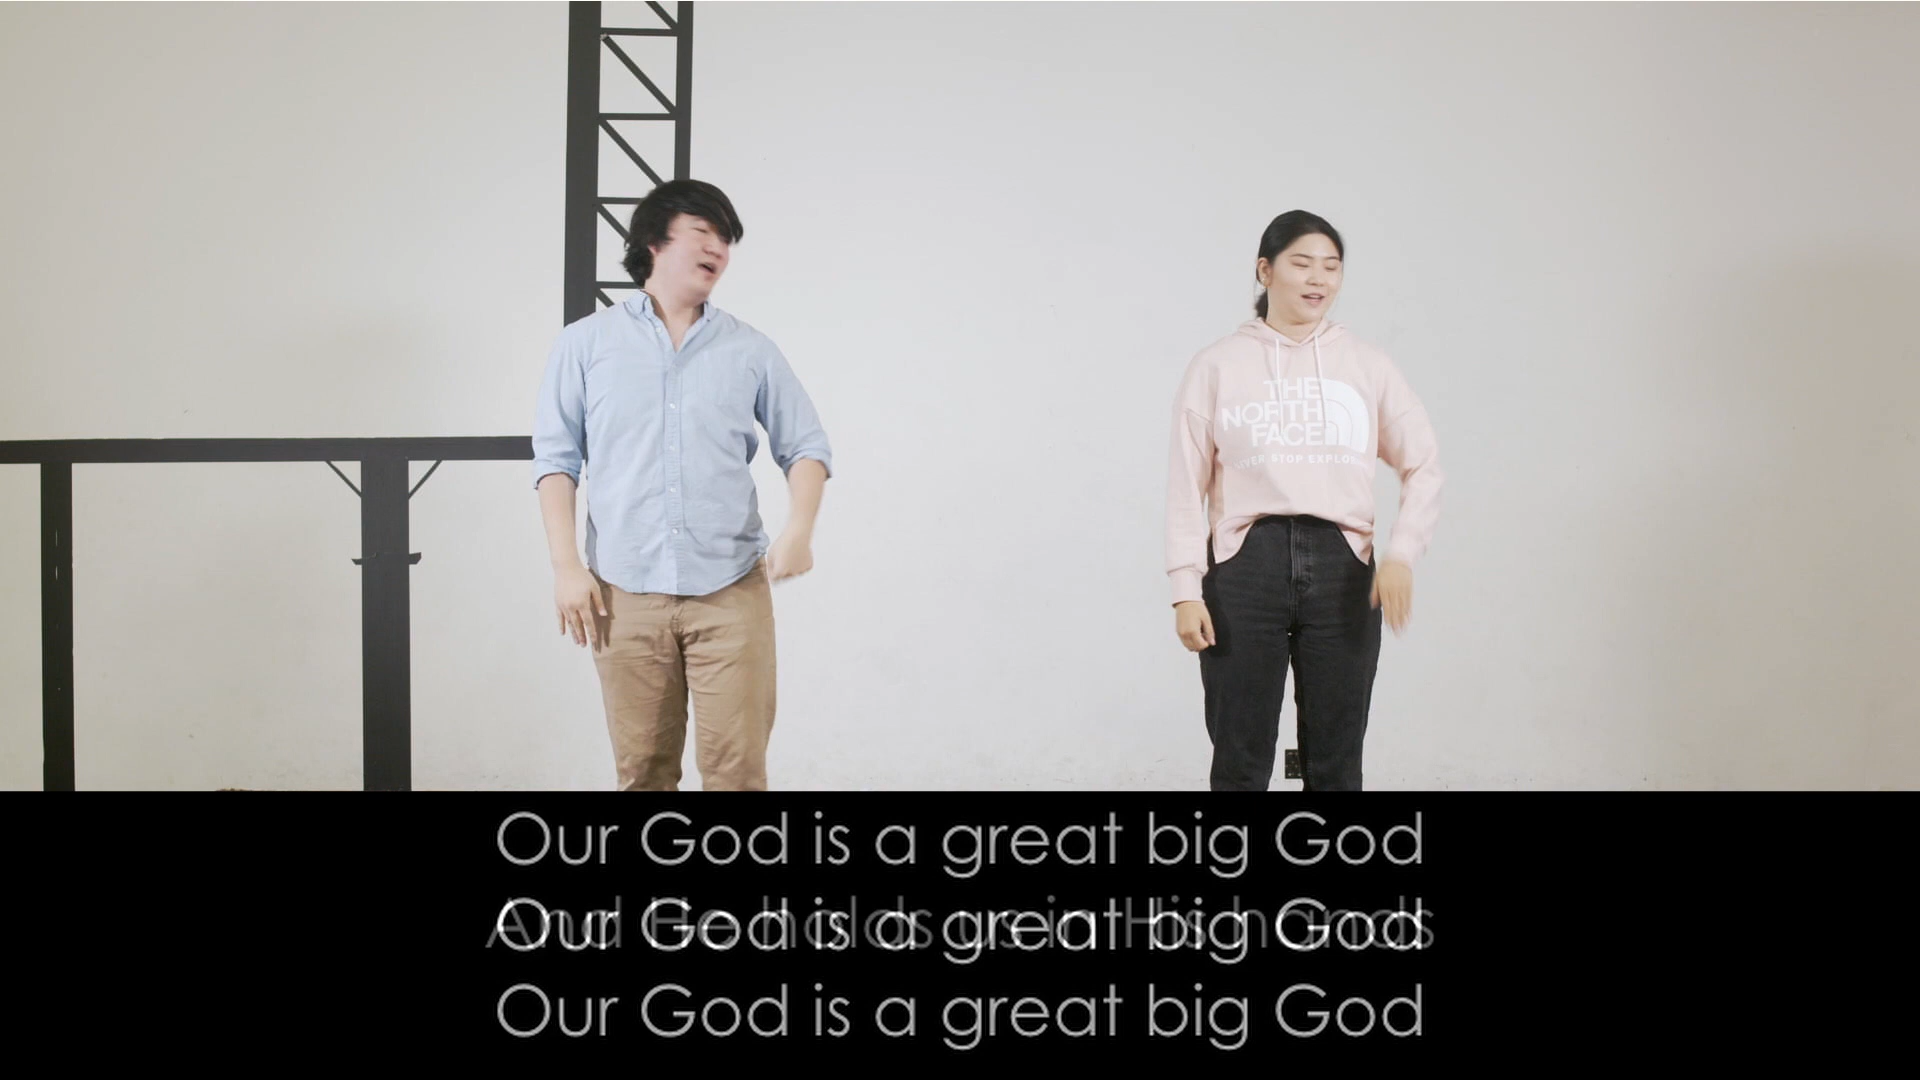 THE
NORTH
FACE
STOP
Our God is a great big God
Our God is a great big God
And He holds us in His hands
Our God is a great big God